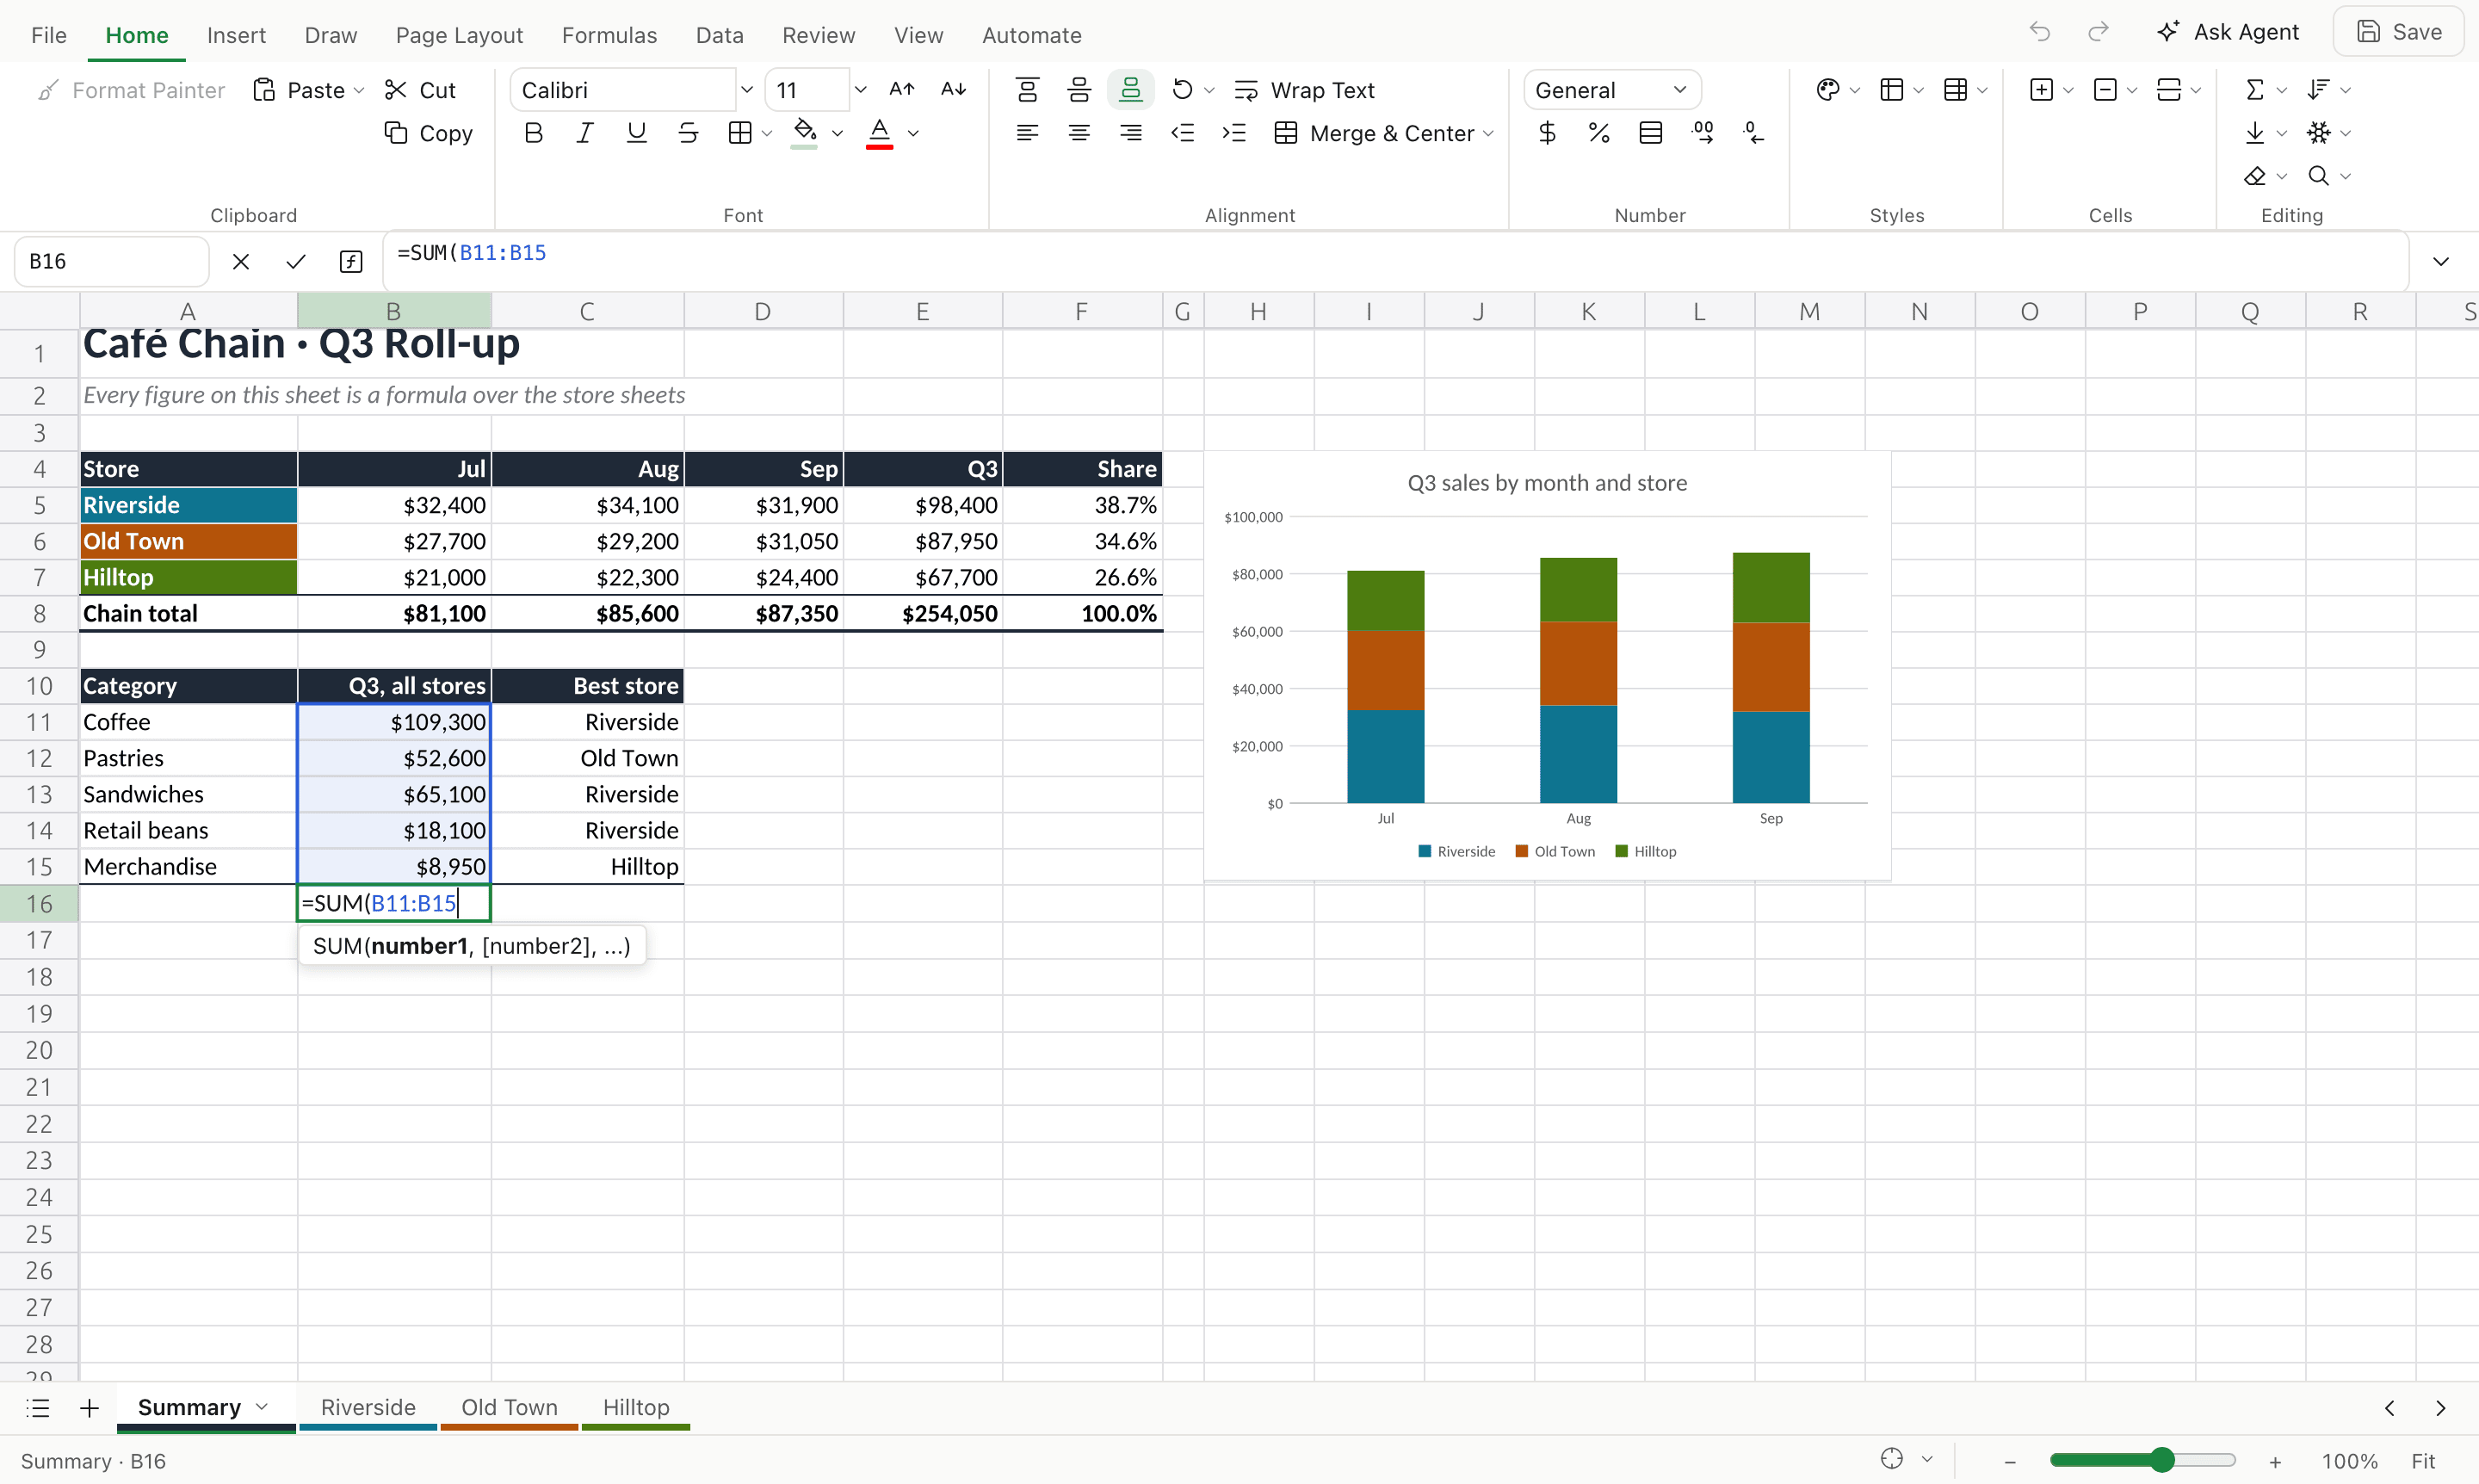 File Home Insert Draw Page Layout Formulas Data Review View Automate Ask Agent Save
Format Painter Paste Cut Calibri 11 Wrap Text General
Copy Merge & Center
Clipboard Font Alignment Number Styles Cells Editing
B16 =SUM(B11:B15
A B C D E F G H I J K L M N O P Q R S
1 Café Chain · Q3 Roll-up
2 Every figure on this sheet is a formula over the store sheets
3
4 Store Jul Aug Sep Q3 Share
5 Riverside $32,400 $34,100 $31,900 $98,400 38.7%
6 Old Town $27,700 $29,200 $31,050 $87,950 34.6%
7 Hilltop $21,000 $22,300 $24,400 $67,700 26.6%
8 Chain total $81,100 $85,600 $87,350 $254,050 100.0%
9
10 Category Q3, all stores Best store
11 Coffee $109,300 Riverside
12 Pastries $52,600 Old Town
13 Sandwiches $65,100 Riverside
14 Retail beans $18,100 Riverside
15 Merchandise $8,950 Hilltop
16 =SUM(B11:B15
17 SUM(number1, [number2], ...)
18
19
20
21
22
23
24
25
26
27
28
29
Q3 sales by month and store
$100,000
$80,000
$60,000
$40,000
$20,000
$0
Jul Aug Sep
Riverside Old Town Hilltop
Summary Riverside Old Town Hilltop
Summary · B16 − + 100% Fit